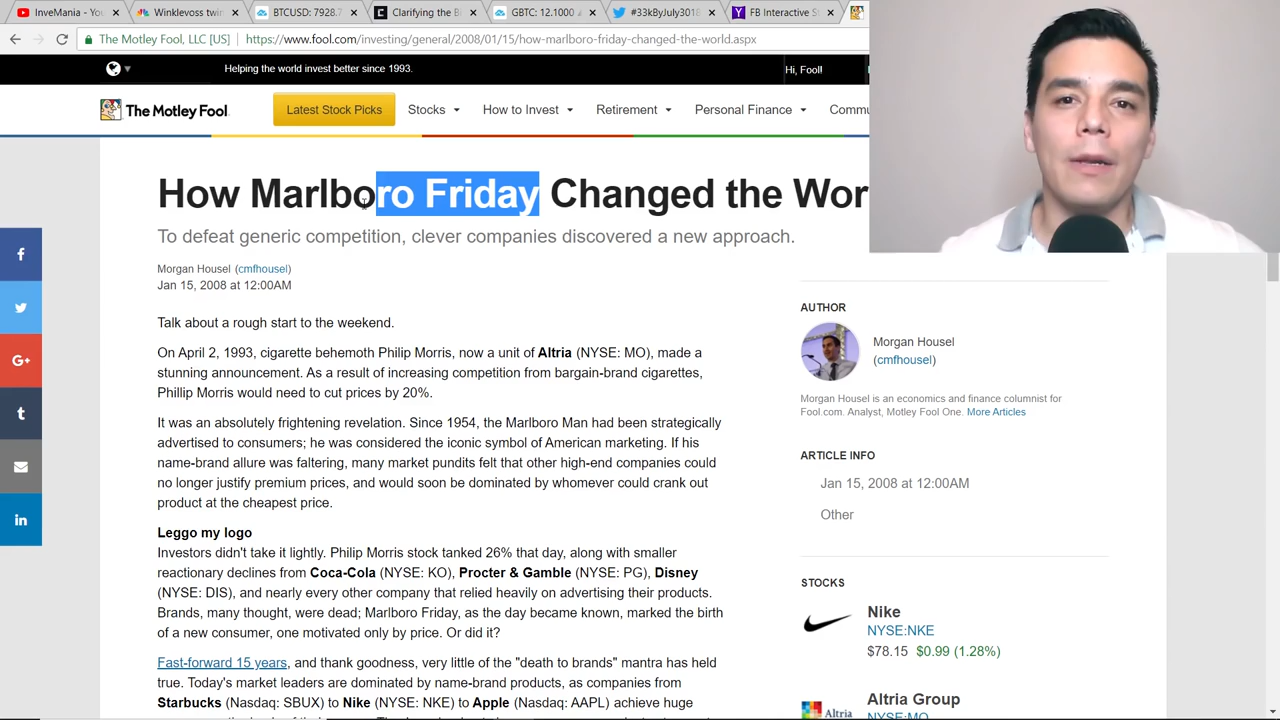 InveMania - You
Winklevoss twin
BTCUSD: 7928.7
Clarifying the B
GBTC: 12.1000
#33kByJuly3018
FB Interactive St
The Motley Fool, LLC [US]
https://www.fool.com/investing/general/2008/01/15/how-marlboro-friday-changed-the-world.aspx
Helping the world invest better since 1993.
Hi, Fool!
The Motley Fool
Latest Stock Picks
Stocks
How to Invest
Retirement
Personal Finance
Commu
How Marlboro Friday Changed the Wor
To defeat generic competition, clever companies discovered a new approach.
Morgan Housel (cmfhousel)
Jan 15, 2008 at 12:00AM
Talk about a rough start to the weekend.
On April 2, 1993, cigarette behemoth Philip Morris, now a unit of Altria (NYSE: MO), made a
stunning announcement. As a result of increasing competition from bargain-brand cigarettes,
Phillip Morris would need to cut prices by 20%.
It was an absolutely frightening revelation. Since 1954, the Marlboro Man had been strategically
advertised to consumers; he was considered the iconic symbol of American marketing. If his
name-brand allure was faltering, many market pundits felt that other high-end companies could
no longer justify premium prices, and would soon be dominated by whomever could crank out
product at the cheapest price.
Leggo my logo
Investors didn't take it lightly. Philip Morris stock tanked 26% that day, along with smaller
reactionary declines from Coca-Cola (NYSE: KO), Procter & Gamble (NYSE: PG), Disney
(NYSE: DIS), and nearly every other company that relied heavily on advertising their products.
Brands, many thought, were dead; Marlboro Friday, as the day became known, marked the birth
of a new consumer, one motivated only by price. Or did it?
Fast-forward 15 years, and thank goodness, very little of the "death to brands" mantra has held
true. Today's market leaders are dominated by name-brand products, as companies from
Starbucks (Nasdaq: SBUX) to Nike (NYSE: NKE) to Apple (Nasdaq: AAPL) achieve huge
AUTHOR
Morgan Housel
(cmfhousel)
Morgan Housel is an economics and finance columnist for
Fool.com. Analyst, Motley Fool One. More Articles
ARTICLE INFO
Jan 15, 2008 at 12:00AM
Other
STOCKS
Nike
NYSE:NKE
$78.15 $0.99 (1.28%)
Altria
Altria Group
NYSE:MO